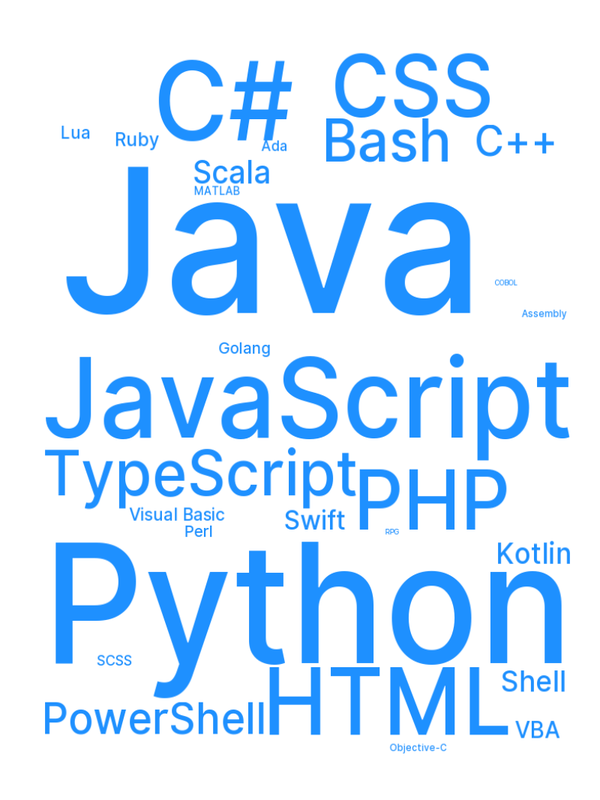 C#
CSS
Lua
Ruby
Ada
Bash
C++
Scala
MATLAB
Java
COBOL
Assembly
Golang
JavaScript
TypeScript
PHP
Visual Basic
Swift
Perl
RPG
Python
Kotlin
SCSS
HTML
Shell
PowerShell
VBA
Objective-C